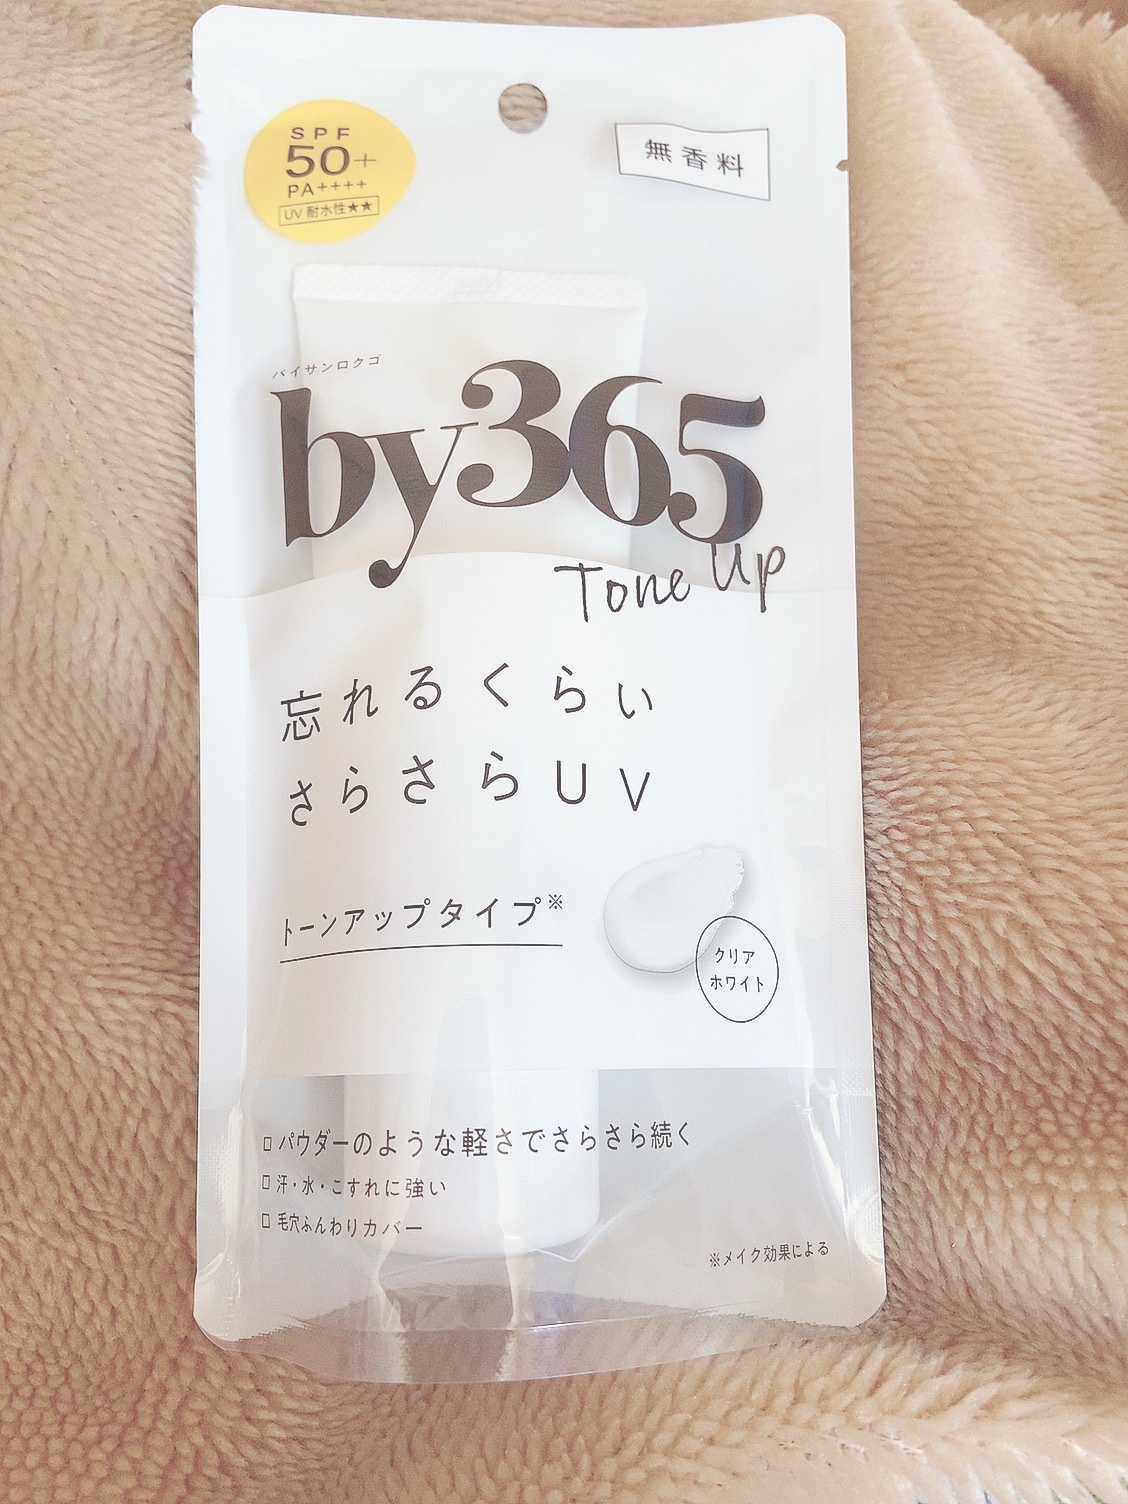 SPF
50+
PA++++
UV 耐水性★★
無香料
バイサンロクゴ
by365
Tone Up
忘れるくらい
さらさらUV
トーンアップタイプ※
クリア
ホワイト
□ パウダーのような軽さでさらさら続く
□ 汗・水・こすれに強い
□ 毛穴ふんわりカバー
※メイク効果による